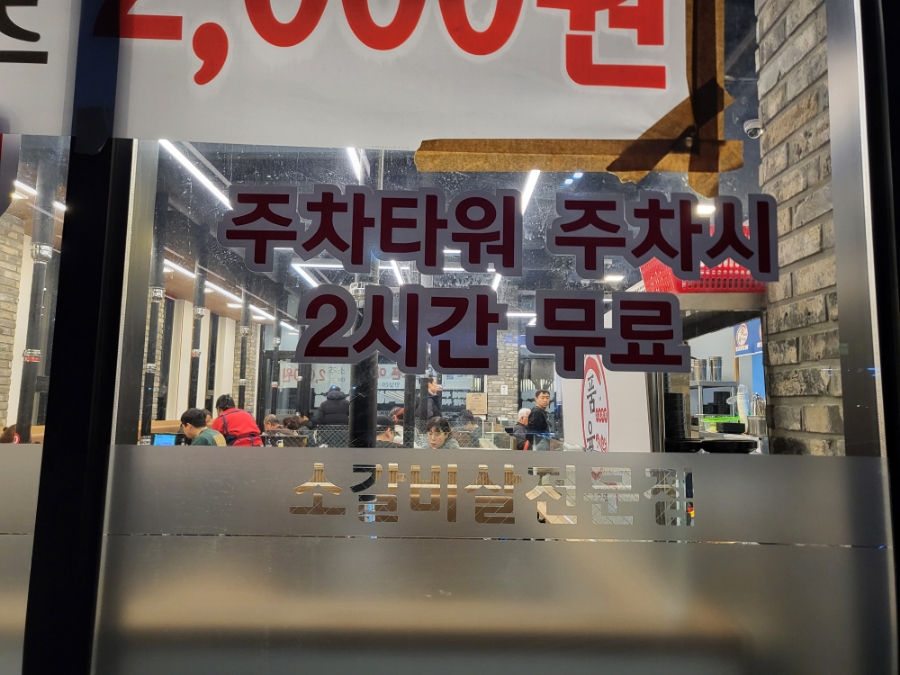 2,000원
주차타워 주차시
2시간 무료
소갈비살전문점